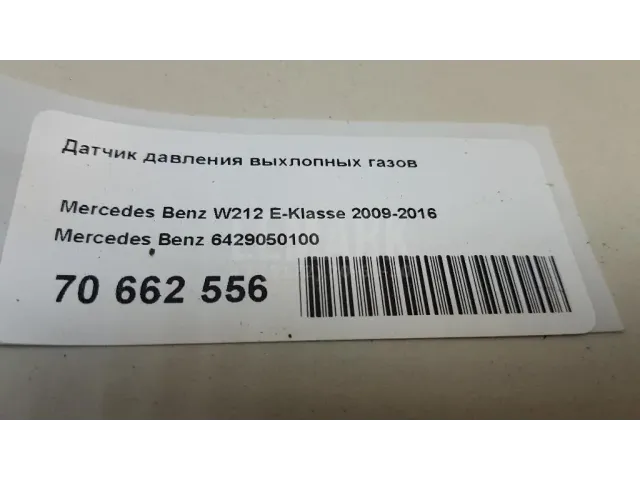 Датчик давления выхлопных газов
Mercedes Benz W212 E-Klasse 2009-2016
Mercedes Benz 6429050100
70 662 556